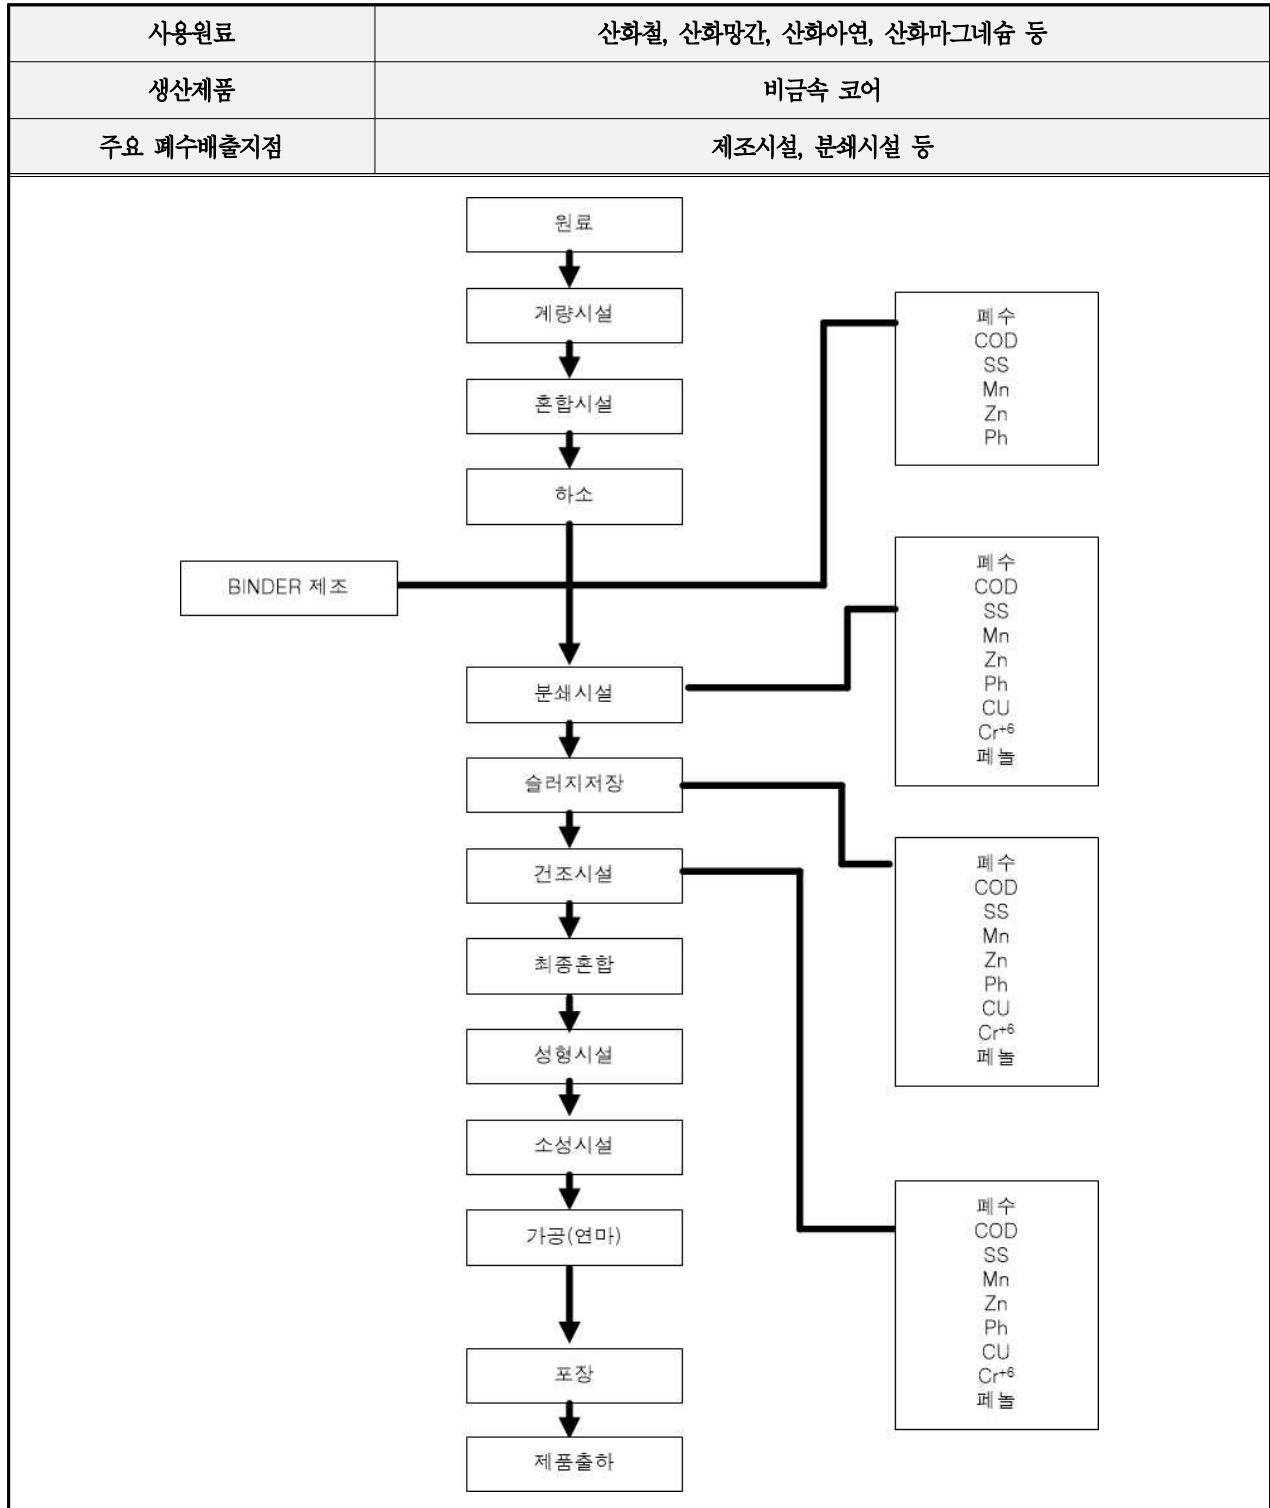 사용원료
산화철, 산화망간, 산화아연, 산화마그네슘 등
생산제품
비금속 코어
주요 폐수배출지점
제조시설, 분쇄시설 등
원료
계량시설
혼합시설
하소
BINDER 제조
분쇄시설
슬러지저장
건조시설
최종혼합
성형시설
소성시설
가공(연마)
포장
제품출하
폐수
COD
SS
Mn
Zn
Ph
폐수
COD
SS
Mn
Zn
Ph
CU
Cr⁺⁶
페놀
폐수
COD
SS
Mn
Zn
Ph
CU
Cr⁺⁶
페놀
폐수
COD
SS
Mn
Zn
Ph
CU
Cr⁺⁶
페놀